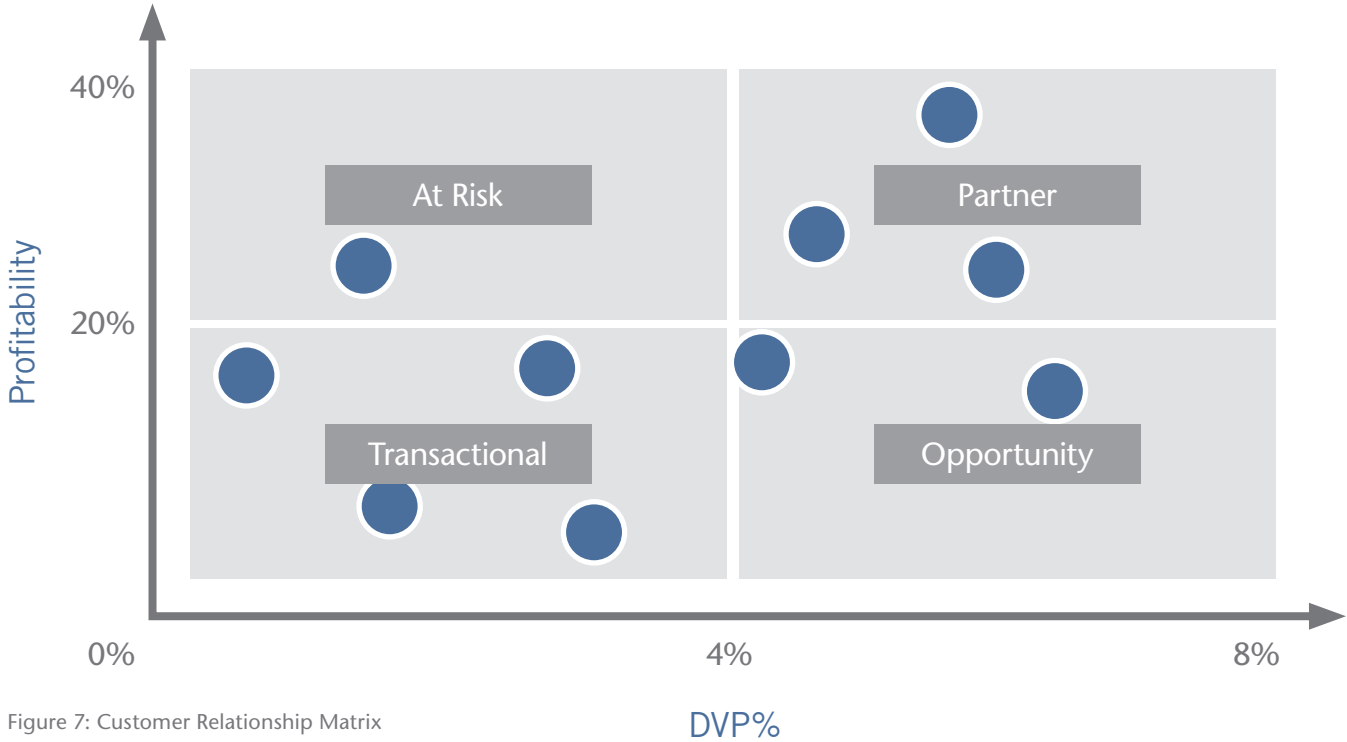 40%
At Risk
Partner
20%
Profitability
Transactional
Opportunity
0%
4%
8%
Figure 7: Customer Relationship Matrix
DVP%